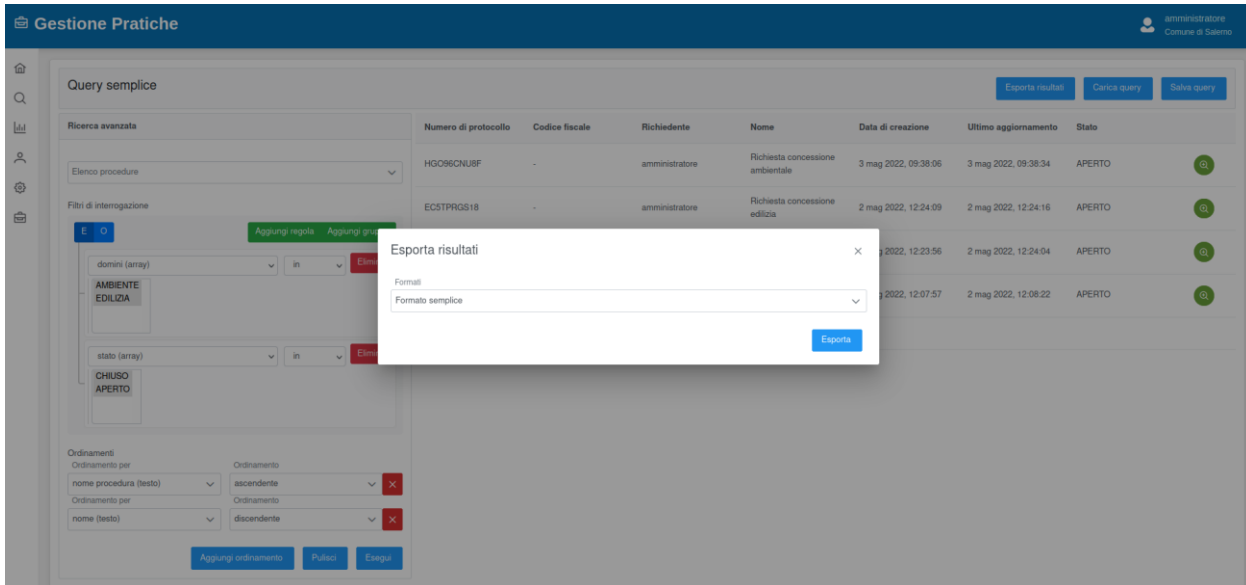 Gestione Pratiche
amministratore
Comune di Salerno
Query semplice
Esporta risultati
Carica query
Salva query
Ricerca avanzata
Elenco procedure
Filtri di interrogazione
E O
Aggiungi regola
Aggiungi
domini (array)
in
AMBIENTE
EDILIZIA
stato (array)
in
CHIUSO
APERTO
Ordinamenti
Ordinamento per
Ordinamento
nome procedura (testo)
ascendente
Ordinamento per
Ordinamento
nome (testo)
discendente
Aggiungi ordinamento
Pulisci
Esegui
Numero di protocollo Codice fiscale Richiedente Nome Data di creazione Ultimo aggiornamento Stato
HGO96CNU8F - amministratore Richiesta concessione 3 mag 2022, 09:38:06 3 mag 2022, 09:38:34 APERTO
ambientale
EC5TPRGS18 - amministratore Richiesta concessione 2 mag 2022, 12:24:09 2 mag 2022, 12:24:16 APERTO
edilizia
2022, 12:23:56 2 mag 2022, 12:24:04 APERTO
2022, 12:07:57 2 mag 2022, 12:08:22 APERTO
Esporta risultati
Formati
Formato semplice
Esporta